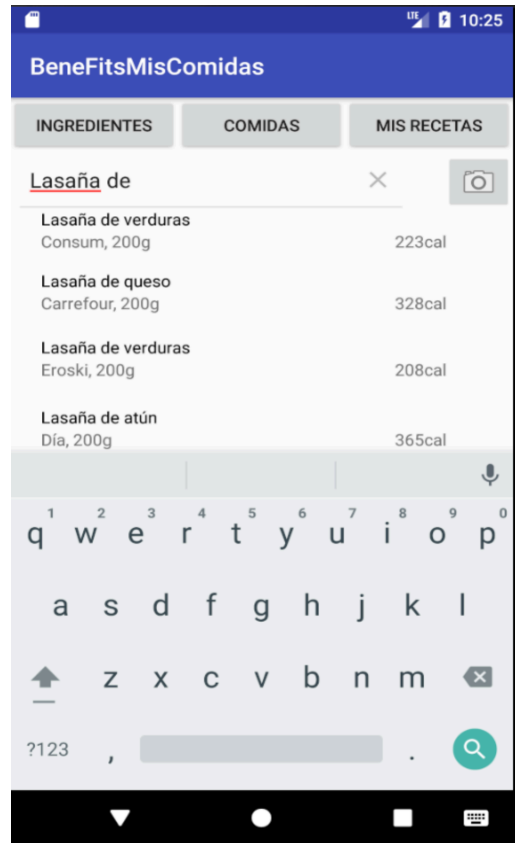 LTE 10:25
BeneFitsMisComidas
INGREDIENTES COMIDAS MIS RECETAS
Lasaña de
Lasaña de verduras
Consum, 200g 223cal
Lasaña de queso
Carrefour, 200g 328cal
Lasaña de verduras
Eroski, 200g 208cal
Lasaña de atún
Día, 200g 365cal
1 2 3 4 5 6 7 8 9 0
q w e r t y u i o p
a s d f g h j k l
z x c v b n m
?123 , .